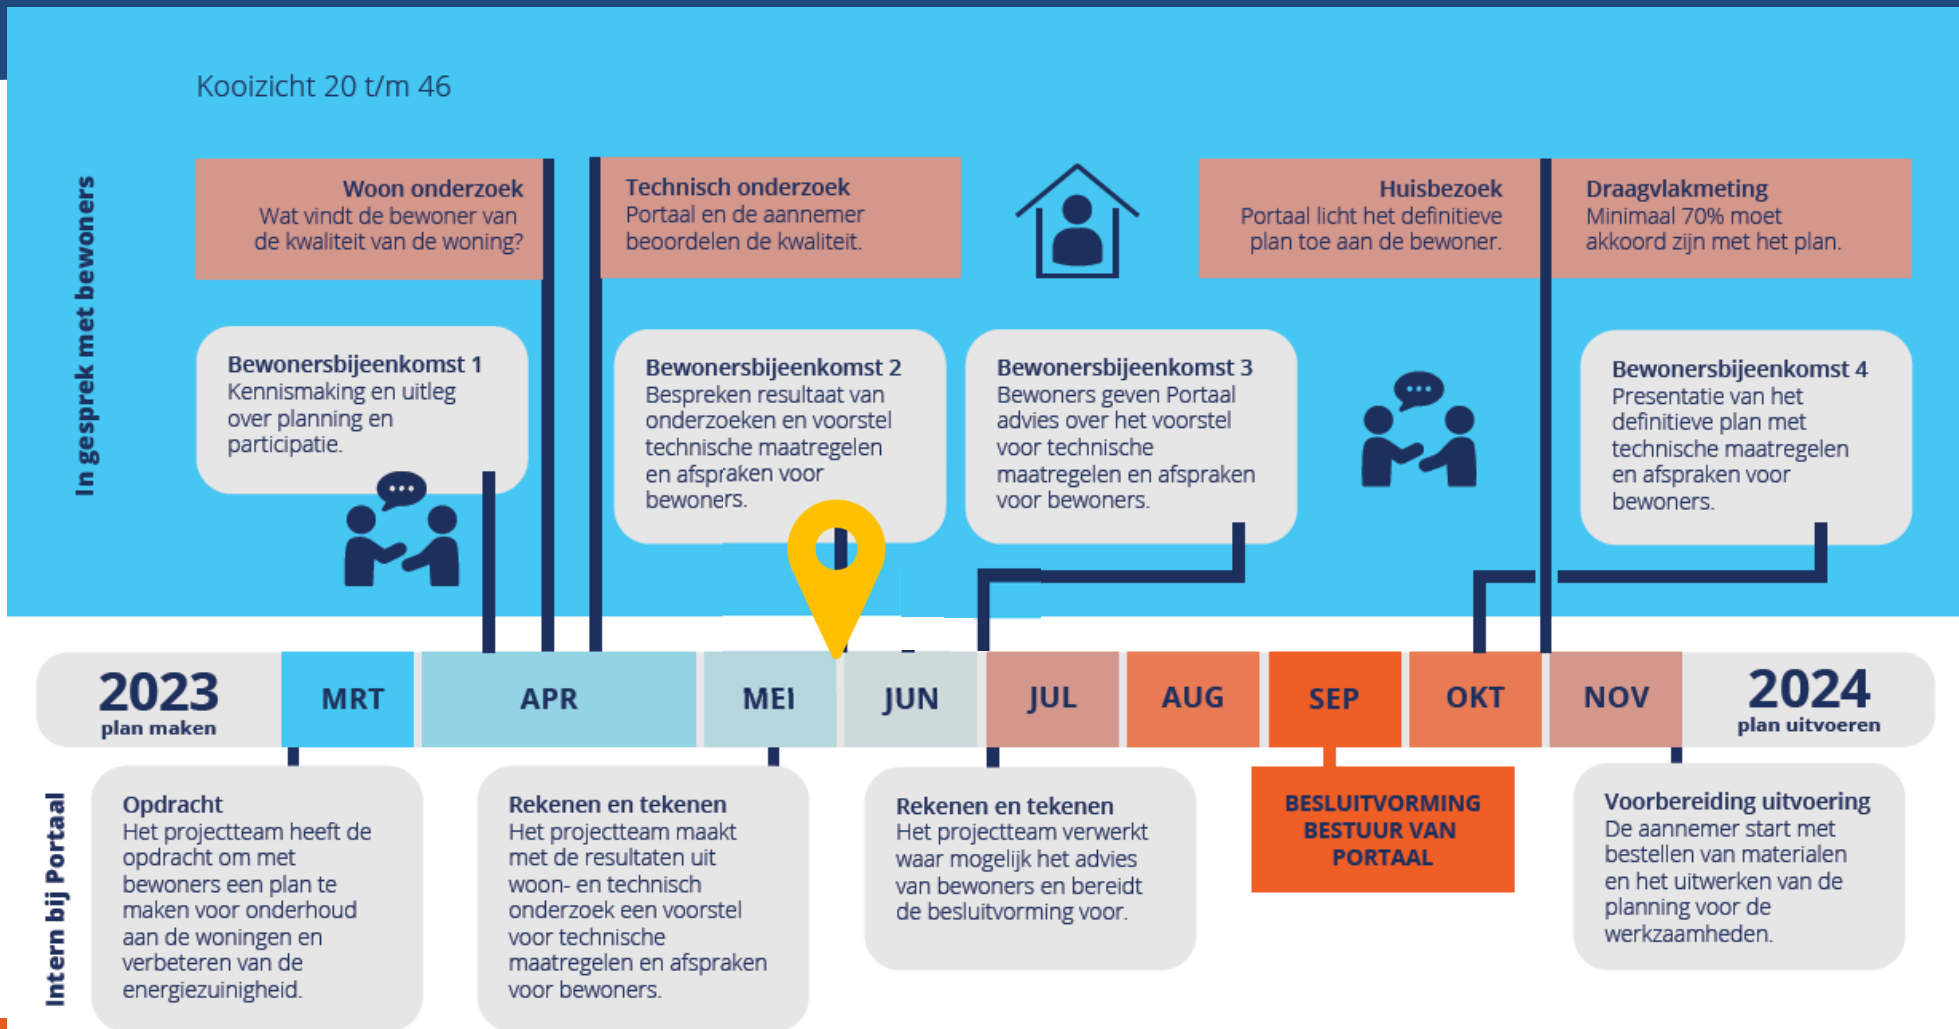 Kooizicht 20 t/m 46
In gesprek met bewoners
Woon onderzoek
Wat vindt de bewoner van
de kwaliteit van de woning?
Technisch onderzoek
Portaal en de aannemer
beoordelen de kwaliteit.
Huisbezoek
Portaal licht het definitieve
plan toe aan de bewoner.
Draagvlakmeting
Minimaal 70% moet
akkoord zijn met het plan.
Bewonersbijeenkomst 1
Kennismaking en uitleg
over planning en
participatie.
Bewonersbijeenkomst 2
Bespreken resultaat van
onderzoeken en voorstel
technische maatregelen
en afspraken voor
bewoners.
Bewonersbijeenkomst 3
Bewoners geven Portaal
advies over het voorstel
voor technische
maatregelen en afspraken
voor bewoners.
Bewonersbijeenkomst 4
Presentatie van het
definitieve plan met
technische maatregelen
en afspraken voor
bewoners.
2023
plan maken
MRT
APR
MEI
JUN
JUL
AUG
SEP
OKT
NOV
2024
plan uitvoeren
Intern bij Portaal
Opdracht
Het projectteam heeft de
opdracht om met
bewoners een plan te
maken voor onderhoud
aan de woningen en
verbeteren van de
energiezuinigheid.
Rekenen en tekenen
Het projectteam maakt
met de resultaten uit
woon- en technisch
onderzoek een voorstel
voor technische
maatregelen en afspraken
voor bewoners.
Rekenen en tekenen
Het projectteam verwerkt
waar mogelijk het advies
van bewoners en bereidt
de besluitvorming voor.
BESLUITVORMING
BESTUUR VAN
PORTAAL
Voorbereiding uitvoering
De aannemer start met
bestellen van materialen
en het uitwerken van de
planning voor de
werkzaamheden.